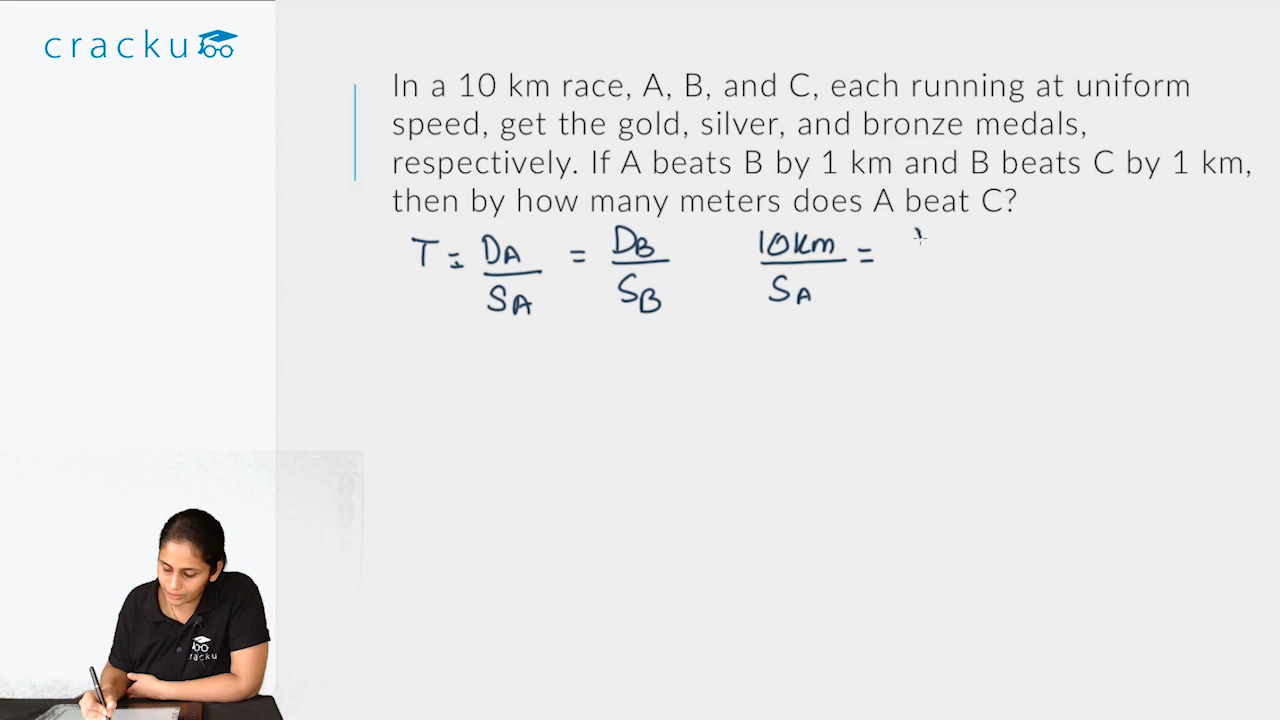 cracku
In a 10 km race, A, B, and C, each running at uniform
speed, get the gold, silver, and bronze medals,
respectively. If A beats B by 1 km and B beats C by 1 km,
then by how many meters does A beat C?
T = DA/SA = DB/SB 10km/SA =
cracku